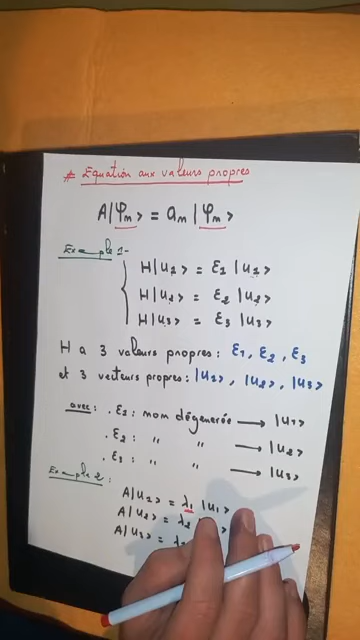 # Equation aux valeurs propres
A|φn> = an |φn>
Example 1-
H|u1> = ε1 |u1>
H|u2> = ε2 |u2>
H|u3> = ε3 |u3>
H a 3 valeurs propres : ε1, ε2, ε3
et 3 vecteurs propres : |u1>, |u2>, |u3>
avec : . ε1 : non dégenerée → |u1>
. ε2 : " " → |u2>
. ε3 : " " → |u3>
Example 2 -
A|u1> = λ1 |u1>
A|u2> = λ2
A|u3> =